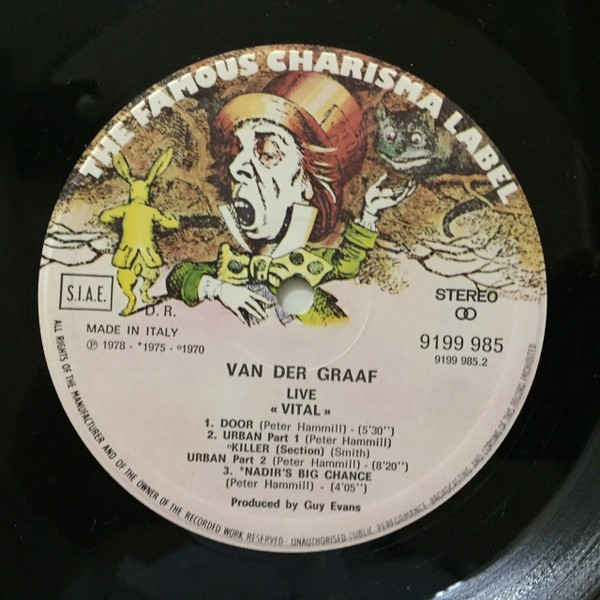 THE FAMOUS CHARISMA LABEL
S.I.A.E.
D. R.
MADE IN ITALY
℗ 1978 - *1975 - °1970
STEREO
9199 985
9199 985.2
VAN DER GRAAF
LIVE
« VITAL »
1. DOOR (Peter Hammill) - (5'30'')
2. URBAN Part 1 (Peter Hammill)
°KILLER (Section) (Smith)
URBAN Part 2 (Peter Hammill) - (8'20'')
3. *NADIR'S BIG CHANCE
(Peter Hammill) - (4'05'')
Produced by Guy Evans
ALL RIGHTS OF THE MANUFACTURER AND OF THE OWNER OF THE RECORDED WORK RESERVED - UNAUTHORISED PUBLIC PERFORMANCE BROADCASTING AND COPYING OF THIS RECORD PROHIBITED